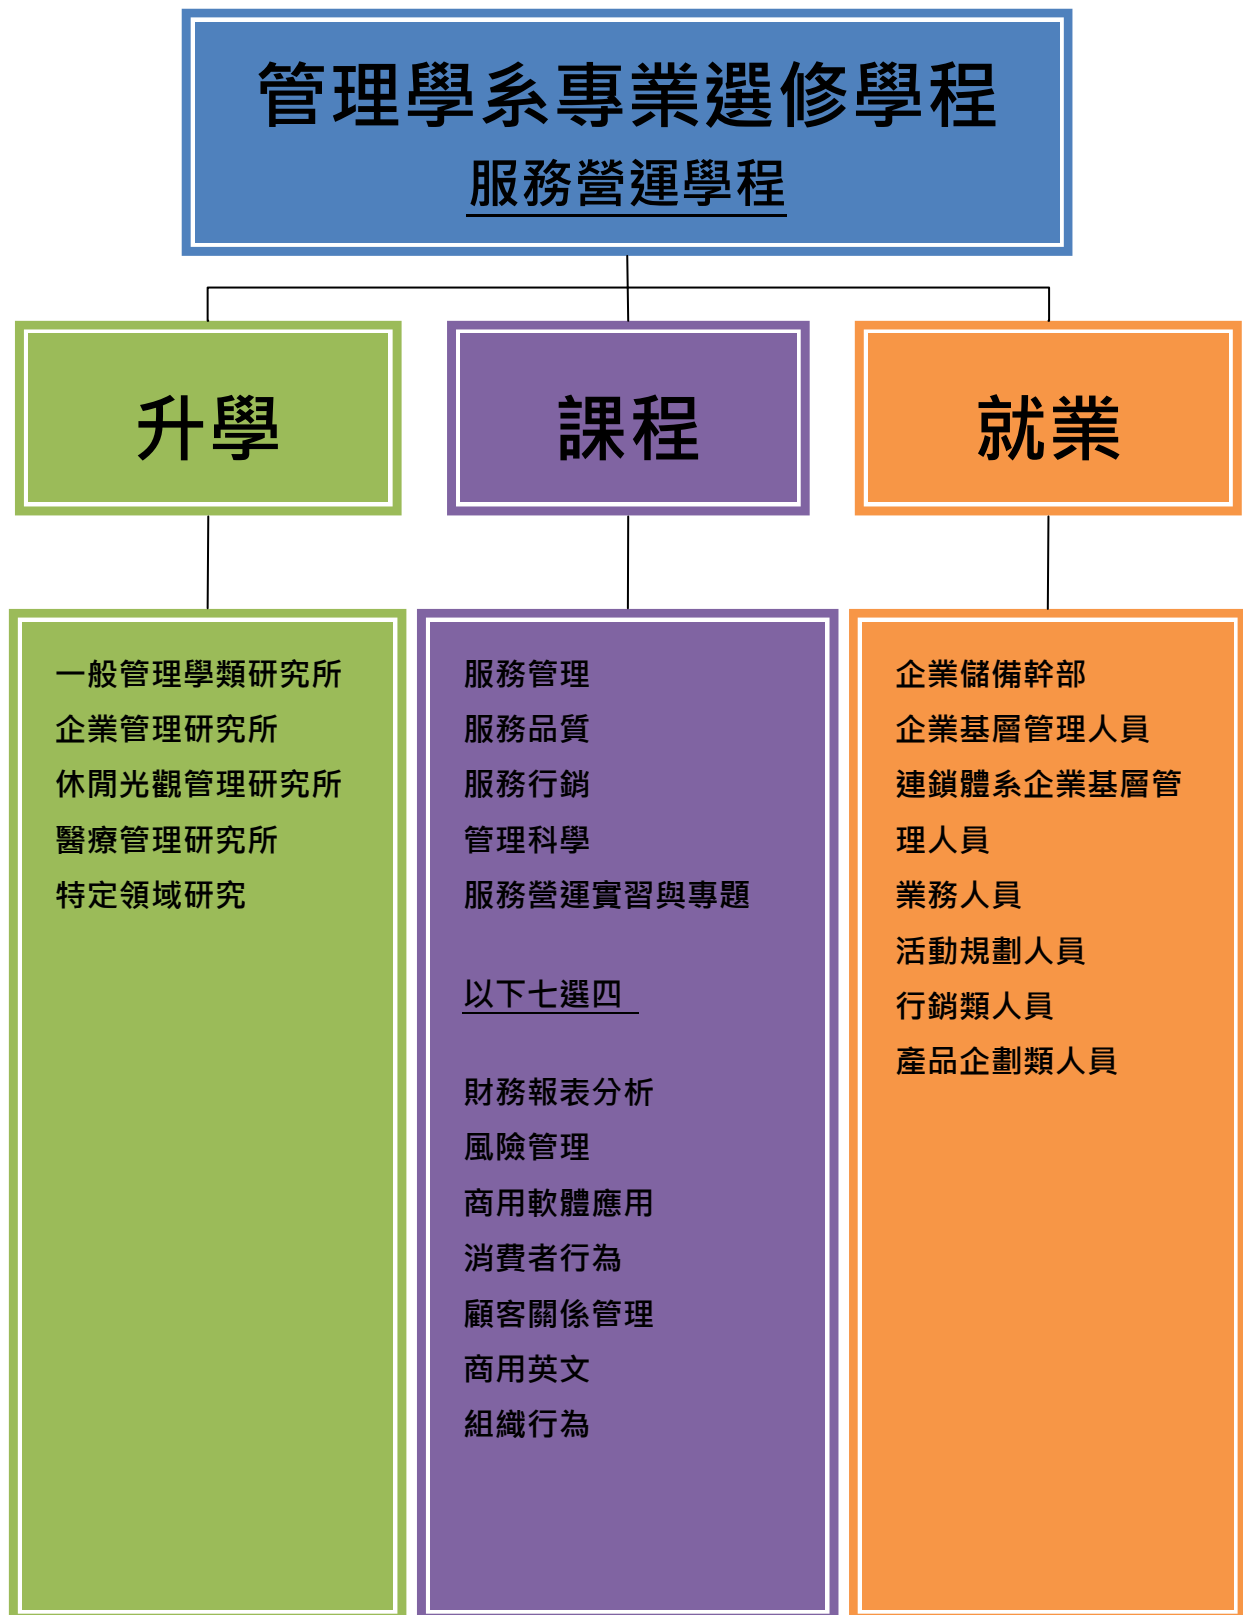 管理學系專業選修學程
服務營運學程
升學
課程
就業
一般管理學類研究所
企業管理研究所
休閒光觀管理研究所
醫療管理研究所
特定領域研究
服務管理
服務品質
服務行銷
管理科學
服務營運實習與專題
以下七選四
財務報表分析
風險管理
商用軟體應用
消費者行為
顧客關係管理
商用英文
組織行為
企業儲備幹部
企業基層管理人員
連鎖體系企業基層管
理人員
業務人員
活動規劃人員
行銷類人員
產品企劃類人員